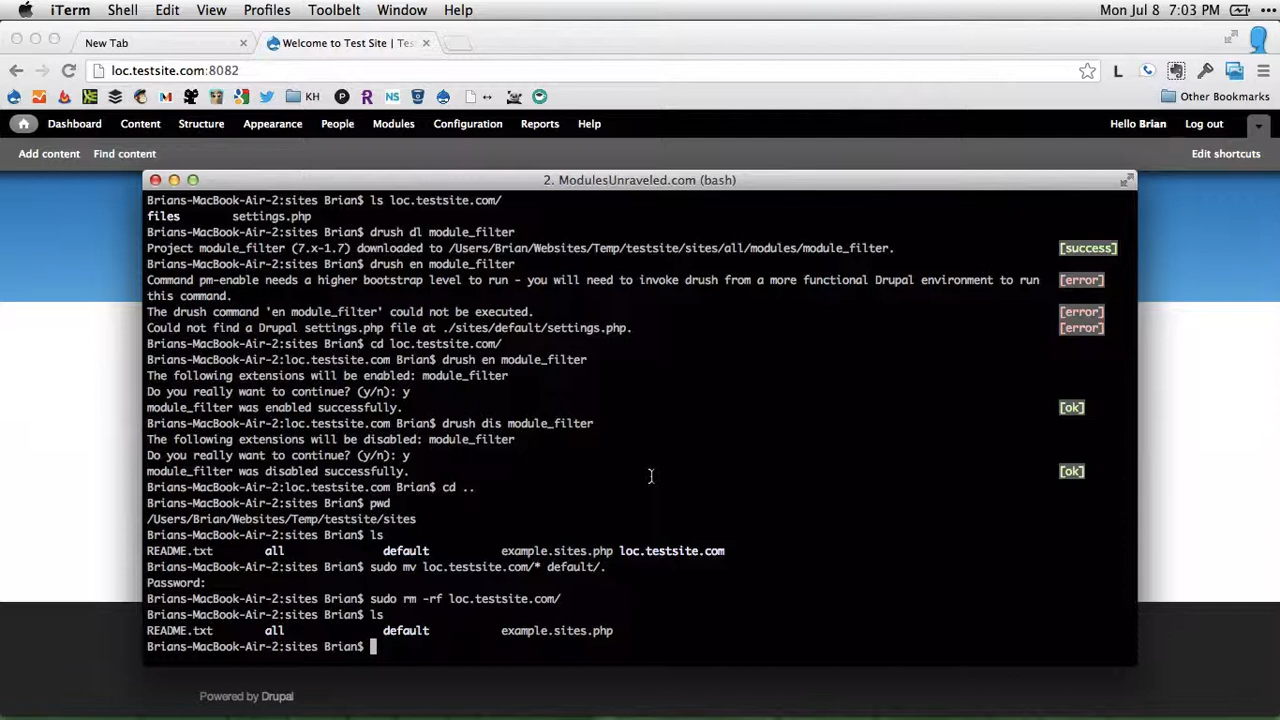 iTerm Shell Edit View Profiles Toolbelt Window Help Mon Jul 8 7:03 PM
New Tab Welcome to Test Site | Tes
loc.testsite.com:8082
KH P R NS Other Bookmarks
Dashboard Content Structure Appearance People Modules Configuration Reports Help Hello Brian Log out
Add content Find content Edit shortcuts
2. ModulesUnraveled.com (bash)
Brians-MacBook-Air-2:sites Brian$ ls loc.testsite.com/
files settings.php
Brians-MacBook-Air-2:sites Brian$ drush dl module_filter
Project module_filter (7.x-1.7) downloaded to /Users/Brian/Websites/Temp/testsite/sites/all/modules/module_filter. [success]
Brians-MacBook-Air-2:sites Brian$ drush en module_filter
Command pm-enable needs a higher bootstrap level to run - you will need to invoke drush from a more functional Drupal environment to run [error]
this command.
The drush command 'en module_filter' could not be executed. [error]
Could not find a Drupal settings.php file at ./sites/default/settings.php. [error]
Brians-MacBook-Air-2:sites Brian$ cd loc.testsite.com/
Brians-MacBook-Air-2:loc.testsite.com Brian$ drush en module_filter
The following extensions will be enabled: module_filter
Do you really want to continue? (y/n): y
module_filter was enabled successfully. [ok]
Brians-MacBook-Air-2:loc.testsite.com Brian$ drush dis module_filter
The following extensions will be disabled: module_filter
Do you really want to continue? (y/n): y
module_filter was disabled successfully. [ok]
Brians-MacBook-Air-2:loc.testsite.com Brian$ cd ..
Brians-MacBook-Air-2:sites Brian$ pwd
/Users/Brian/Websites/Temp/testsite/sites
Brians-MacBook-Air-2:sites Brian$ ls
README.txt all default example.sites.php loc.testsite.com
Brians-MacBook-Air-2:sites Brian$ sudo mv loc.testsite.com/* default/.
Password:
Brians-MacBook-Air-2:sites Brian$ sudo rm -rf loc.testsite.com/
Brians-MacBook-Air-2:sites Brian$ ls
README.txt all default example.sites.php
Brians-MacBook-Air-2:sites Brian$
Powered by Drupal